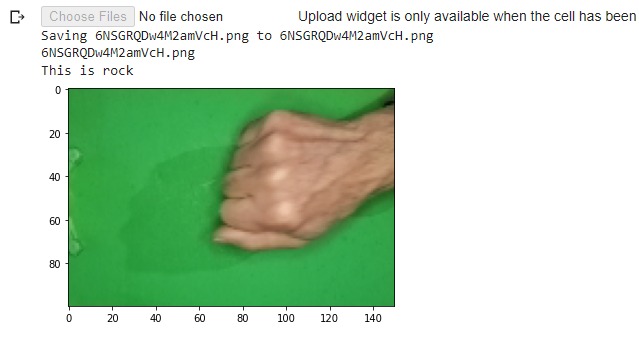 Choose Files No file chosen Upload widget is only available when the cell has been
Saving 6NSGRQDw4M2amVcH.png to 6NSGRQDw4M2amVcH.png
6NSGRQDw4M2amVcH.png
This is rock
0
20
40
60
80
0 20 40 60 80 100 120 140